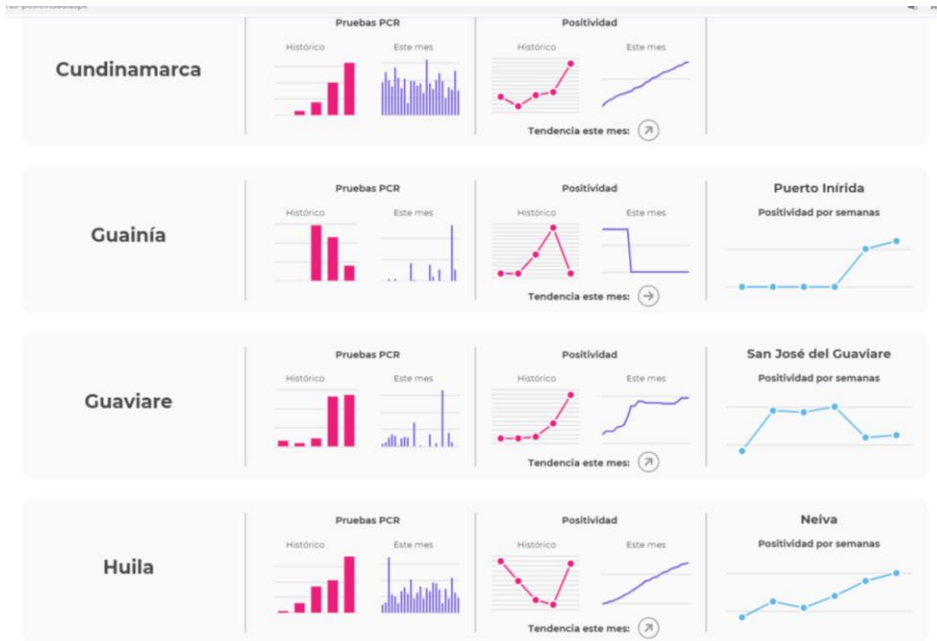 Pruebas PCR
Positividad
Histórico
Este mes
Histórico
Este mes
Cundinamarca
Tendencia este mes:
Pruebas PCR
Positividad
Puerto Inírida
Histórico
Este mes
Histórico
Este mes
Positividad por semanas
Guainía
Tendencia este mes:
Pruebas PCR
Positividad
San José del Guaviare
Histórico
Este mes
Histórico
Este mes
Positividad por semanas
Guaviare
Tendencia este mes:
Pruebas PCR
Positividad
Neiva
Histórico
Este mes
Histórico
Este mes
Positividad por semanas
Huila
Tendencia este mes: